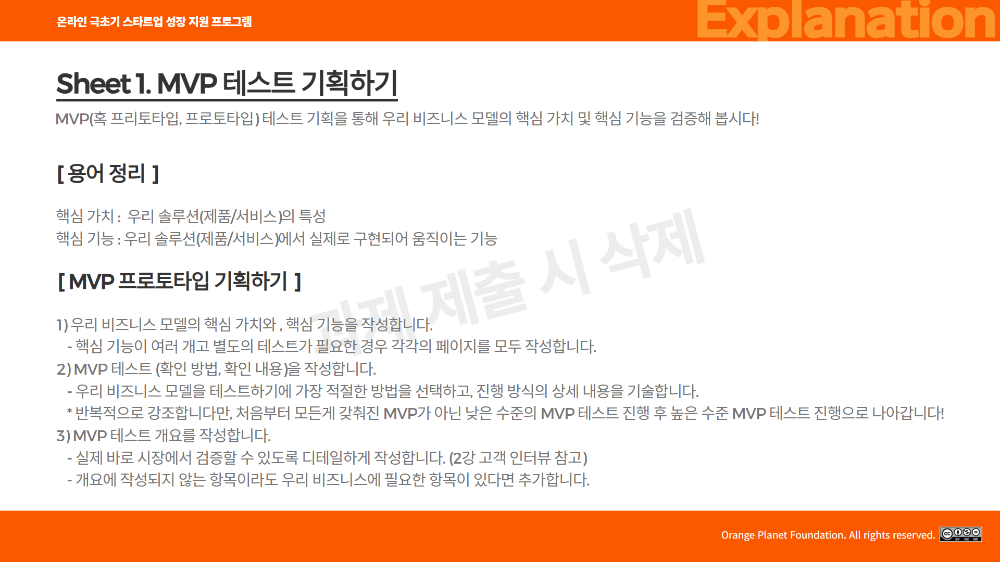 온라인 극초기 스타트업 성장 지원 프로그램
Explanation
Sheet 1. MVP 테스트 기획하기
MVP(혹 프리토타입, 프로토타입) 테스트 기획을 통해 우리 비즈니스 모델의 핵심 가치 및 핵심 기능을 검증해 봅시다!
[ 용어 정리 ]
핵심 가치 : 우리 솔루션(제품/서비스)의 특성
핵심 기능 : 우리 솔루션(제품/서비스)에서 실제로 구현되어 움직이는 기능
과제 제출 시 삭제
[ MVP 프로토타입 기획하기 ]
1) 우리 비즈니스 모델의 핵심 가치와 , 핵심 기능을 작성합니다.
- 핵심 기능이 여러 개고 별도의 테스트가 필요한 경우 각각의 페이지를 모두 작성합니다.
2) MVP 테스트 (확인 방법, 확인 내용)을 작성합니다.
- 우리 비즈니스 모델을 테스트하기에 가장 적절한 방법을 선택하고, 진행 방식의 상세 내용을 기술합니다.
* 반복적으로 강조합니다만, 처음부터 모든게 갖춰진 MVP가 아닌 낮은 수준의 MVP 테스트 진행 후 높은 수준 MVP 테스트 진행으로 나아갑니다!
3) MVP 테스트 개요를 작성합니다.
- 실제 바로 시장에서 검증할 수 있도록 디테일하게 작성합니다. (2강 고객 인터뷰 참고)
- 개요에 작성되지 않는 항목이라도 우리 비즈니스에 필요한 항목이 있다면 추가합니다.
Orange Planet Foundation. All rights reserved.
cc BY NC ND